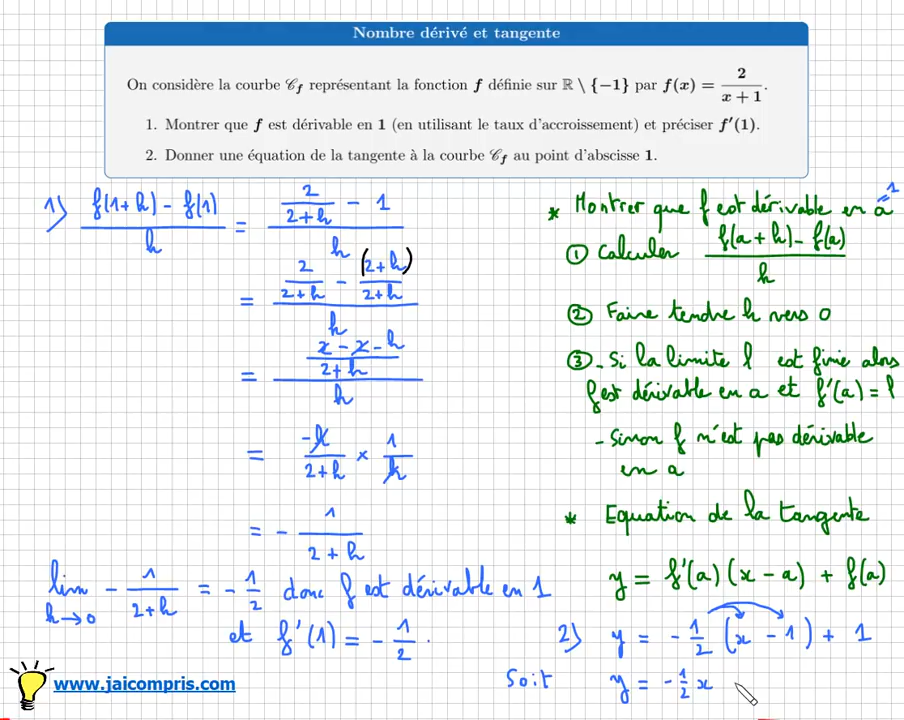 Nombre dérivé et tangente
On considère la courbe 𝒞f représentant la fonction f définie sur ℝ \ {−1} par f(x) = 2/(x + 1).
1. Montrer que f est dérivable en 1 (en utilisant le taux d'accroissement) et préciser f′(1).
2. Donner une équation de la tangente à la courbe 𝒞f au point d'abscisse 1.
1) (f(1+h) − f(1))/h = (2/(2+h) − 1)/h
= (2/(2+h) − (2+h)/(2+h))/h
= ((2 − 2 − h)/(2+h))/h
= −h/(2+h) × 1/h
= − 1/(2+h)
lim h→0 − 1/(2+h) = − 1/2 donc f est dérivable en 1
et f′(1) = − 1/2.
* Montrer que f est dérivable en a = 1
① Calculer (f(a+h) − f(a))/h
② Faire tendre h vers 0
③ - Si la limite l est finie alors
f est dérivable en a et f′(a) = l
- Sinon f n'est pas dérivable
en a
* Equation de la tangente
y = f′(a)(x − a) + f(a)
2) y = − 1/2 (x − 1) + 1
Soit y = − 1/2 x
www.jaicompris.com